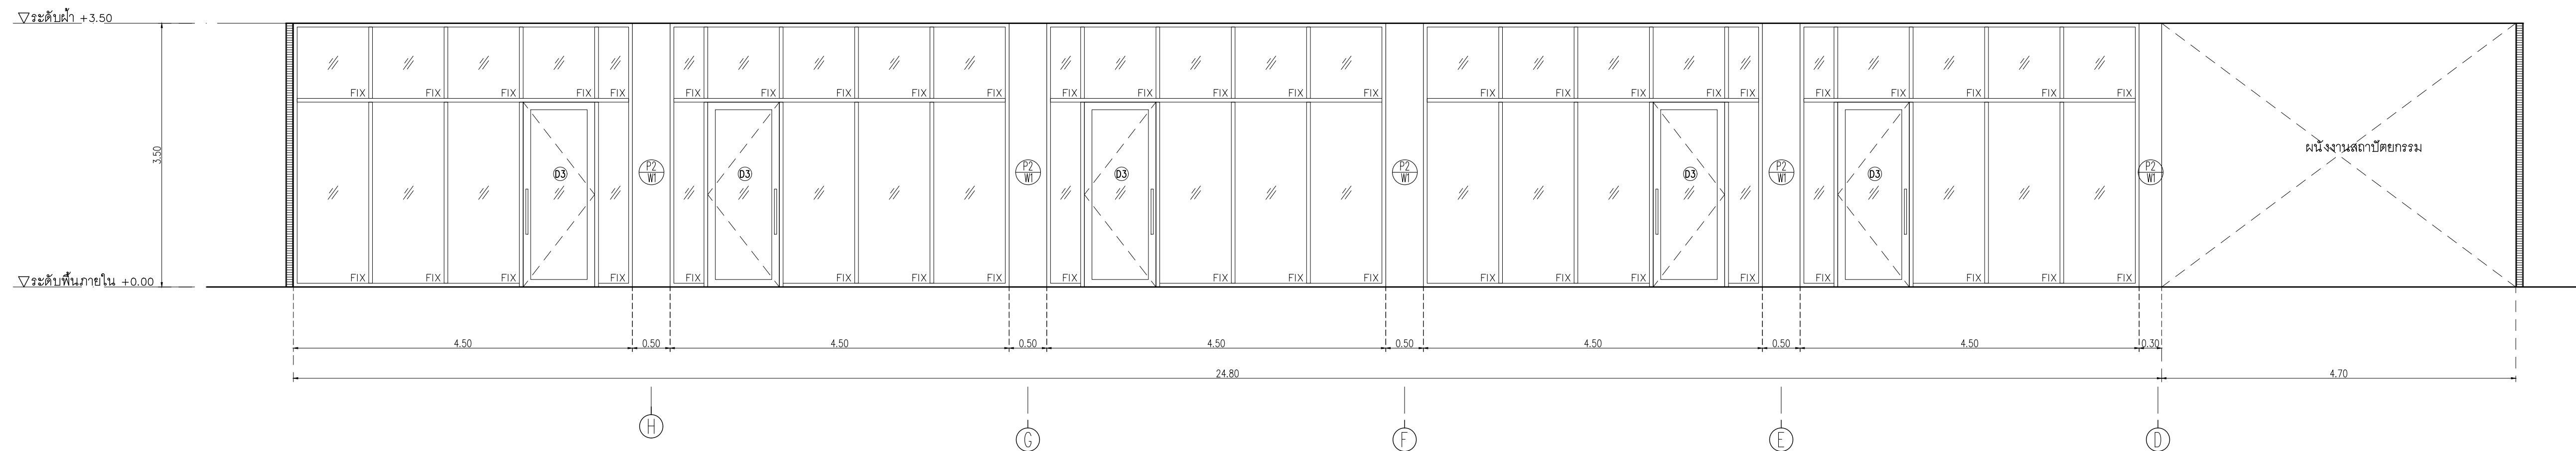 ระดับฝ้า +3.50
FIX FIX FIX FIX FIX FIX FIX FIX FIX FIX FIX FIX FIX FIX FIX FIX FIX FIX FIX FIX FIX FIX FIX FIX FIX
3.50
ผนังงานสถาปัตยกรรม
D3 P2 D3 P2 D3 P2 D3 P2 D3 P2
W1 W1 W1 W1 W1
FIX FIX FIX FIX FIX FIX FIX FIX FIX FIX FIX FIX FIX FIX FIX FIX FIX FIX FIX FIX
ระดับพื้นภายใน +0.00
4.50 0.50 4.50 0.50 4.50 0.50 4.50 0.50 4.50 0.30
24.80 4.70
H G F E D